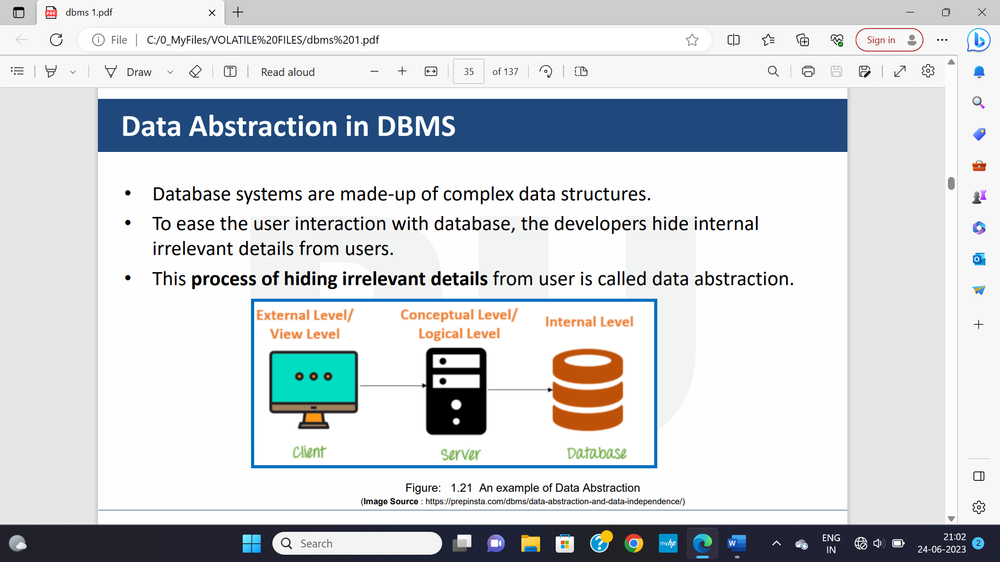 dbms 1.pdf
File
C:/0_MyFiles/VOLATILE%20FILES/dbms%201.pdf
Sign in
Draw
Read aloud
35 of 137
Data Abstraction in DBMS
• Database systems are made-up of complex data structures.
• To ease the user interaction with database, the developers hide internal
irrelevant details from users.
• This process of hiding irrelevant details from user is called data abstraction.
External Level/
View Level
Conceptual Level/
Logical Level
Internal Level
Client
Server
Database
Figure: 1.21 An example of Data Abstraction
(Image Source : https://prepinsta.com/dbms/data-abstraction-and-data-independence/)
Search
myhp
ENG
IN
21:02
24-06-2023
2